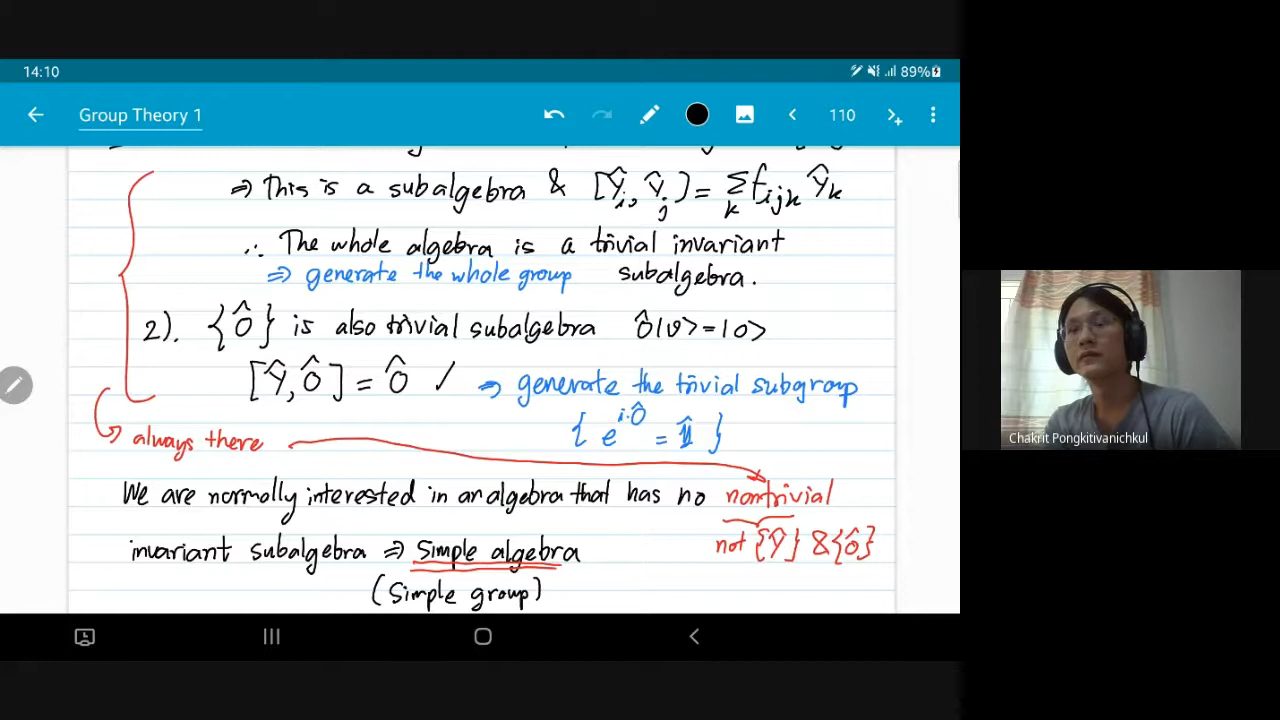 14:10
89%
Group Theory 1
110
⇒ This is a subalgebra & [Ŷᵢ, Ŷⱼ] = Σₖ fᵢⱼₖ Ŷₖ
∴ The whole algebra is a trivial invariant
⇒ generate the whole group subalgebra.
2). {Ô} is also trivial subalgebra Ô|v> = |0>
[Ŷ, Ô] = Ô ✓ ⇒ generate the trivial subgroup
{ e^{i·Ô} = 𝟙̂ }
↳ always there
We are normally interested in an algebra that has no nontrivial
invariant subalgebra ⇒ Simple algebra not {Ŷ} & {Ô}
(Simple group)
Chakrit Pongkitivanichkul